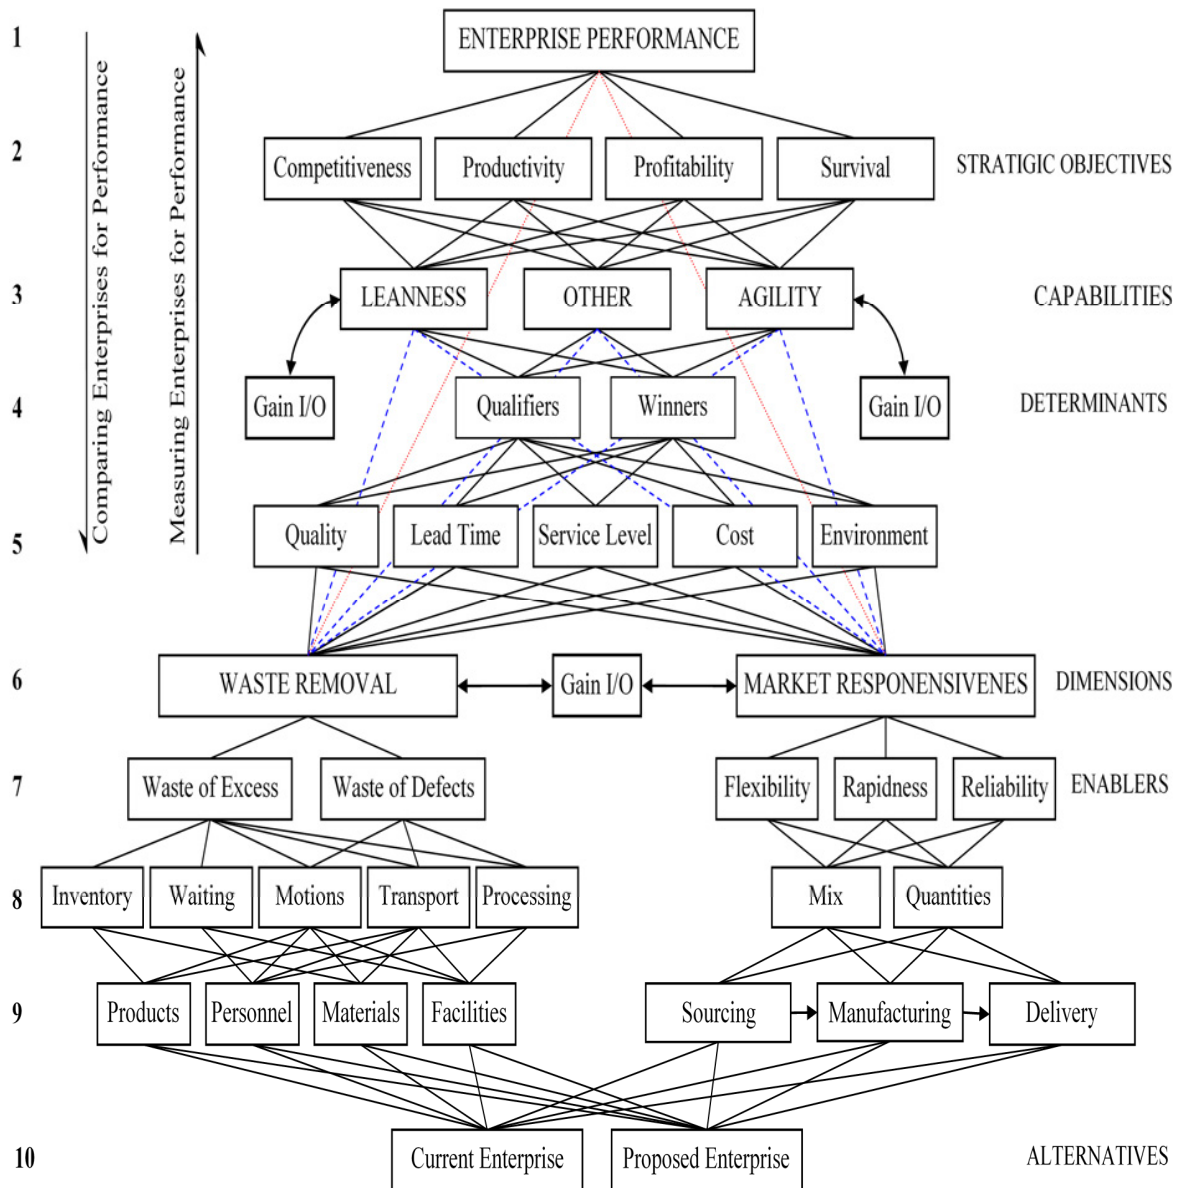 1
ENTERPRISE PERFORMANCE
Comparing Enterprises for Performance
Measuring Enterprises for Performance
2
Competitiveness
Productivity
Profitability
Survival
STRATIGIC OBJECTIVES
3
LEANNESS
OTHER
AGILITY
CAPABILITIES
4
Gain I/O
Qualifiers
Winners
Gain I/O
DETERMINANTS
5
Quality
Lead Time
Service Level
Cost
Environment
6
WASTE REMOVAL
Gain I/O
MARKET RESPONENSIVENES
DIMENSIONS
7
Waste of Excess
Waste of Defects
Flexibility
Rapidness
Reliability
ENABLERS
8
Inventory
Waiting
Motions
Transport
Processing
Mix
Quantities
9
Products
Personnel
Materials
Facilities
Sourcing
Manufacturing
Delivery
10
Current Enterprise
Proposed Enterprise
ALTERNATIVES